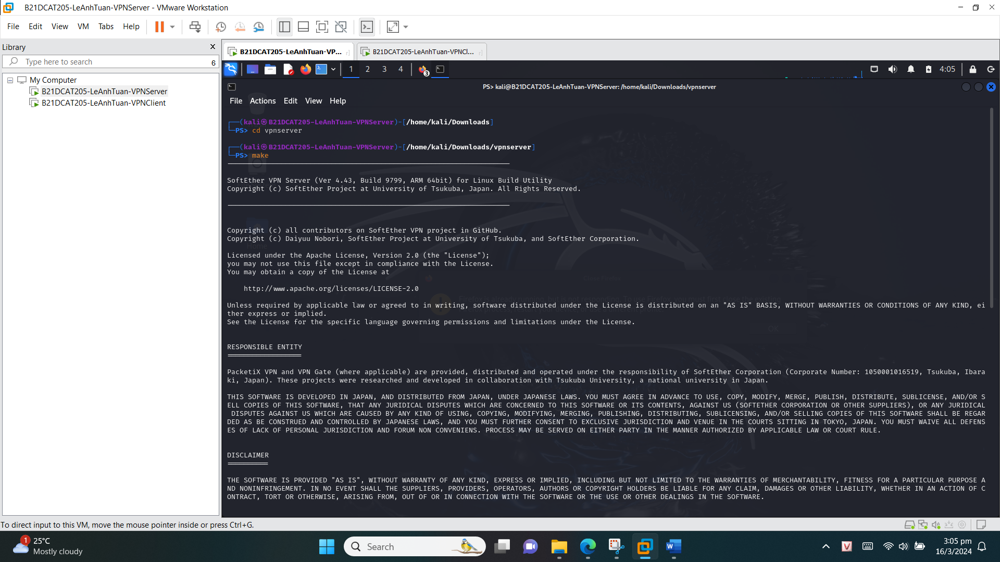 B21DCAT205-LeAnhTuan-VPNServer - VMware Workstation
File Edit View VM Tabs Help
Library
Type here to search
6
My Computer
B21DCAT205-LeAnhTuan-VPNServer
B21DCAT205-LeAnhTuan-VPNClient
B21DCAT205-LeAnhTuan-VP...
B21DCAT205-LeAnhTuan-VPNCl...
1 2 3 4
3
4:05
PS> kali@B21DCAT205-LeAnhTuan-VPNServer: /home/kali/Downloads/vpnserver
File Actions Edit View Help
┌──(kali㉿B21DCAT205-LeAnhTuan-VPNServer)-[/home/kali/Downloads]
└─PS> cd vpnserver
┌──(kali㉿B21DCAT205-LeAnhTuan-VPNServer)-[/home/kali/Downloads/vpnserver]
└─PS> make
SoftEther VPN Server (Ver 4.43, Build 9799, ARM 64bit) for Linux Build Utility
Copyright (c) SoftEther Project at University of Tsukuba, Japan. All Rights Reserved.
Copyright (c) all contributors on SoftEther VPN project in GitHub.
Copyright (c) Daiyuu Nobori, SoftEther Project at University of Tsukuba, and SoftEther Corporation.
Licensed under the Apache License, Version 2.0 (the "License");
you may not use this file except in compliance with the License.
You may obtain a copy of the License at
http://www.apache.org/licenses/LICENSE-2.0
Unless required by applicable law or agreed to in writing, software distributed under the License is distributed on an "AS IS" BASIS, WITHOUT WARRANTIES OR CONDITIONS OF ANY KIND, ei
ther express or implied.
See the License for the specific language governing permissions and limitations under the License.
RESPONSIBLE ENTITY
PacketiX VPN and VPN Gate (where applicable) are provided, distributed and operated under the responsibility of SoftEther Corporation (Corporate Number: 1050001016519, Tsukuba, Ibara
ki, Japan). These projects were researched and developed in collaboration with Tsukuba University, a national university in Japan.
THIS SOFTWARE IS DEVELOPED IN JAPAN, AND DISTRIBUTED FROM JAPAN, UNDER JAPANESE LAWS. YOU MUST AGREE IN ADVANCE TO USE, COPY, MODIFY, MERGE, PUBLISH, DISTRIBUTE, SUBLICENSE, AND/OR S
ELL COPIES OF THIS SOFTWARE, THAT ANY JURIDICAL DISPUTES WHICH ARE CONCERNED TO THIS SOFTWARE OR ITS CONTENTS, AGAINST US (SOFTETHER CORPORATION OR OTHER SUPPLIERS), OR ANY JURIDICAL
DISPUTES AGAINST US WHICH ARE CAUSED BY ANY KIND OF USING, COPYING, MODIFYING, MERGING, PUBLISHING, DISTRIBUTING, SUBLICENSING, AND/OR SELLING COPIES OF THIS SOFTWARE SHALL BE REGAR
DED AS BE CONSTRUED AND CONTROLLED BY JAPANESE LAWS, AND YOU MUST FURTHER CONSENT TO EXCLUSIVE JURISDICTION AND VENUE IN THE COURTS SITTING IN TOKYO, JAPAN. YOU MUST WAIVE ALL DEFENS
ES OF LACK OF PERSONAL JURISDICTION AND FORUM NON CONVENIENS. PROCESS MAY BE SERVED ON EITHER PARTY IN THE MANNER AUTHORIZED BY APPLICABLE LAW OR COURT RULE.
DISCLAIMER
THE SOFTWARE IS PROVIDED "AS IS", WITHOUT WARRANTY OF ANY KIND, EXPRESS OR IMPLIED, INCLUDING BUT NOT LIMITED TO THE WARRANTIES OF MERCHANTABILITY, FITNESS FOR A PARTICULAR PURPOSE A
ND NONINFRINGEMENT. IN NO EVENT SHALL THE SUPPLIERS, PROVIDERS, OPERATORS, AUTHORS OR COPYRIGHT HOLDERS BE LIABLE FOR ANY CLAIM, DAMAGES OR OTHER LIABILITY, WHETHER IN AN ACTION OF C
ONTRACT, TORT OR OTHERWISE, ARISING FROM, OUT OF OR IN CONNECTION WITH THE SOFTWARE OR THE USE OR OTHER DEALINGS IN THE SOFTWARE.
To direct input to this VM, move the mouse pointer inside or press Ctrl+G.
1
25°C
Mostly cloudy
Search
3:05 pm
16/3/2024